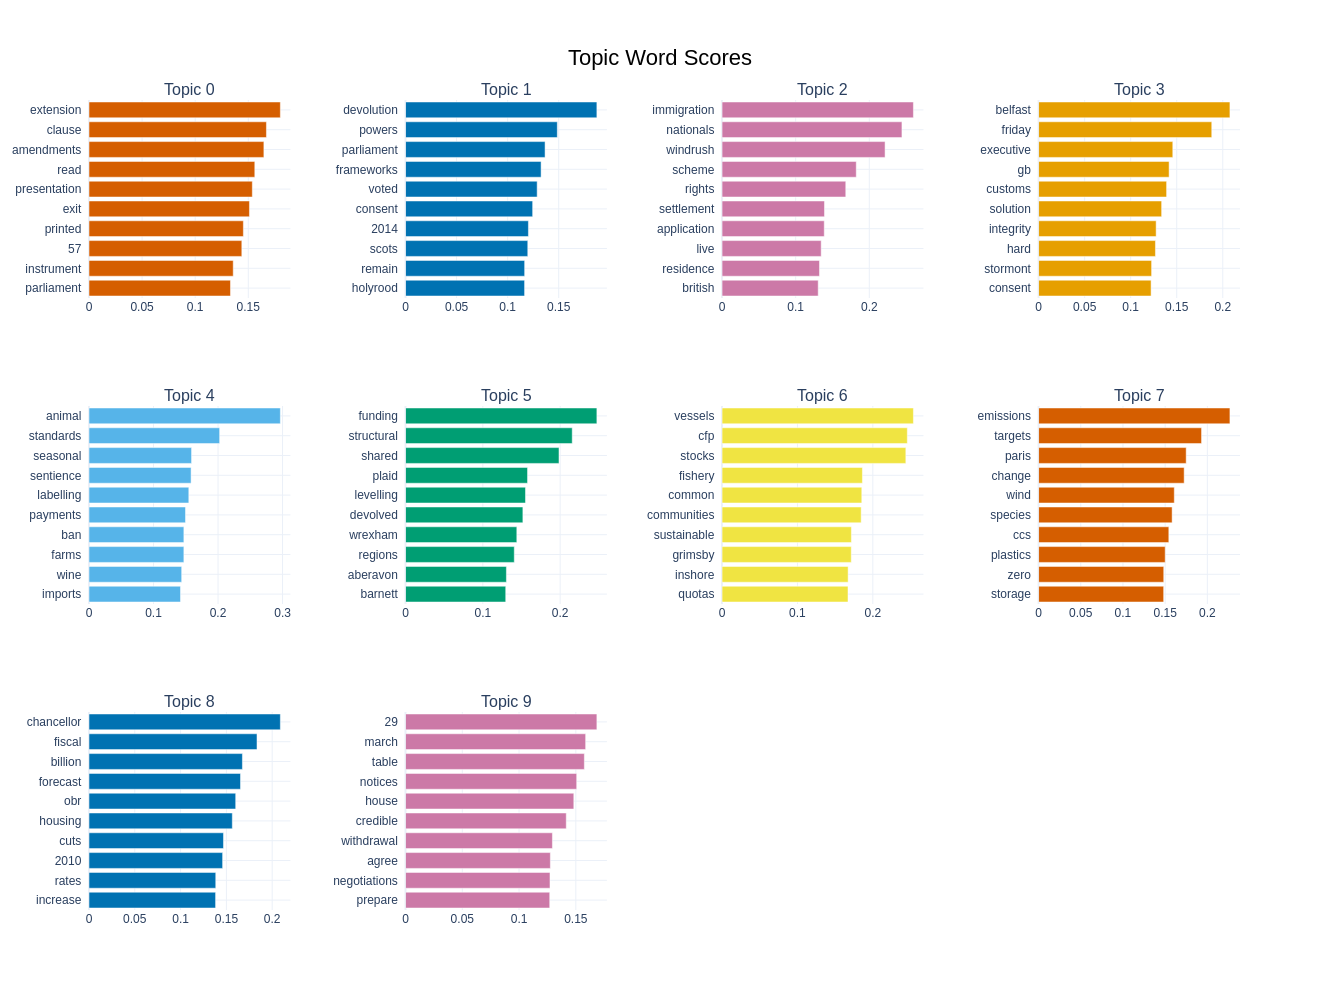 Topic Word Scores
Topic 0
extension
clause
amendments
read
presentation
exit
printed
57
instrument
parliament
0 0.05 0.1 0.15
Topic 1
devolution
powers
parliament
frameworks
voted
consent
2014
scots
remain
holyrood
0 0.05 0.1 0.15
Topic 2
immigration
nationals
windrush
scheme
rights
settlement
application
live
residence
british
0 0.1 0.2
Topic 3
belfast
friday
executive
gb
customs
solution
integrity
hard
stormont
consent
0 0.05 0.1 0.15 0.2
Topic 4
animal
standards
seasonal
sentience
labelling
payments
ban
farms
wine
imports
0 0.1 0.2 0.3
Topic 5
funding
structural
shared
plaid
levelling
devolved
wrexham
regions
aberavon
barnett
0 0.1 0.2
Topic 6
vessels
cfp
stocks
fishery
common
communities
sustainable
grimsby
inshore
quotas
0 0.1 0.2
Topic 7
emissions
targets
paris
change
wind
species
ccs
plastics
zero
storage
0 0.05 0.1 0.15 0.2
Topic 8
chancellor
fiscal
billion
forecast
obr
housing
cuts
2010
rates
increase
0 0.05 0.1 0.15 0.2
Topic 9
29
march
table
notices
house
credible
withdrawal
agree
negotiations
prepare
0 0.05 0.1 0.15